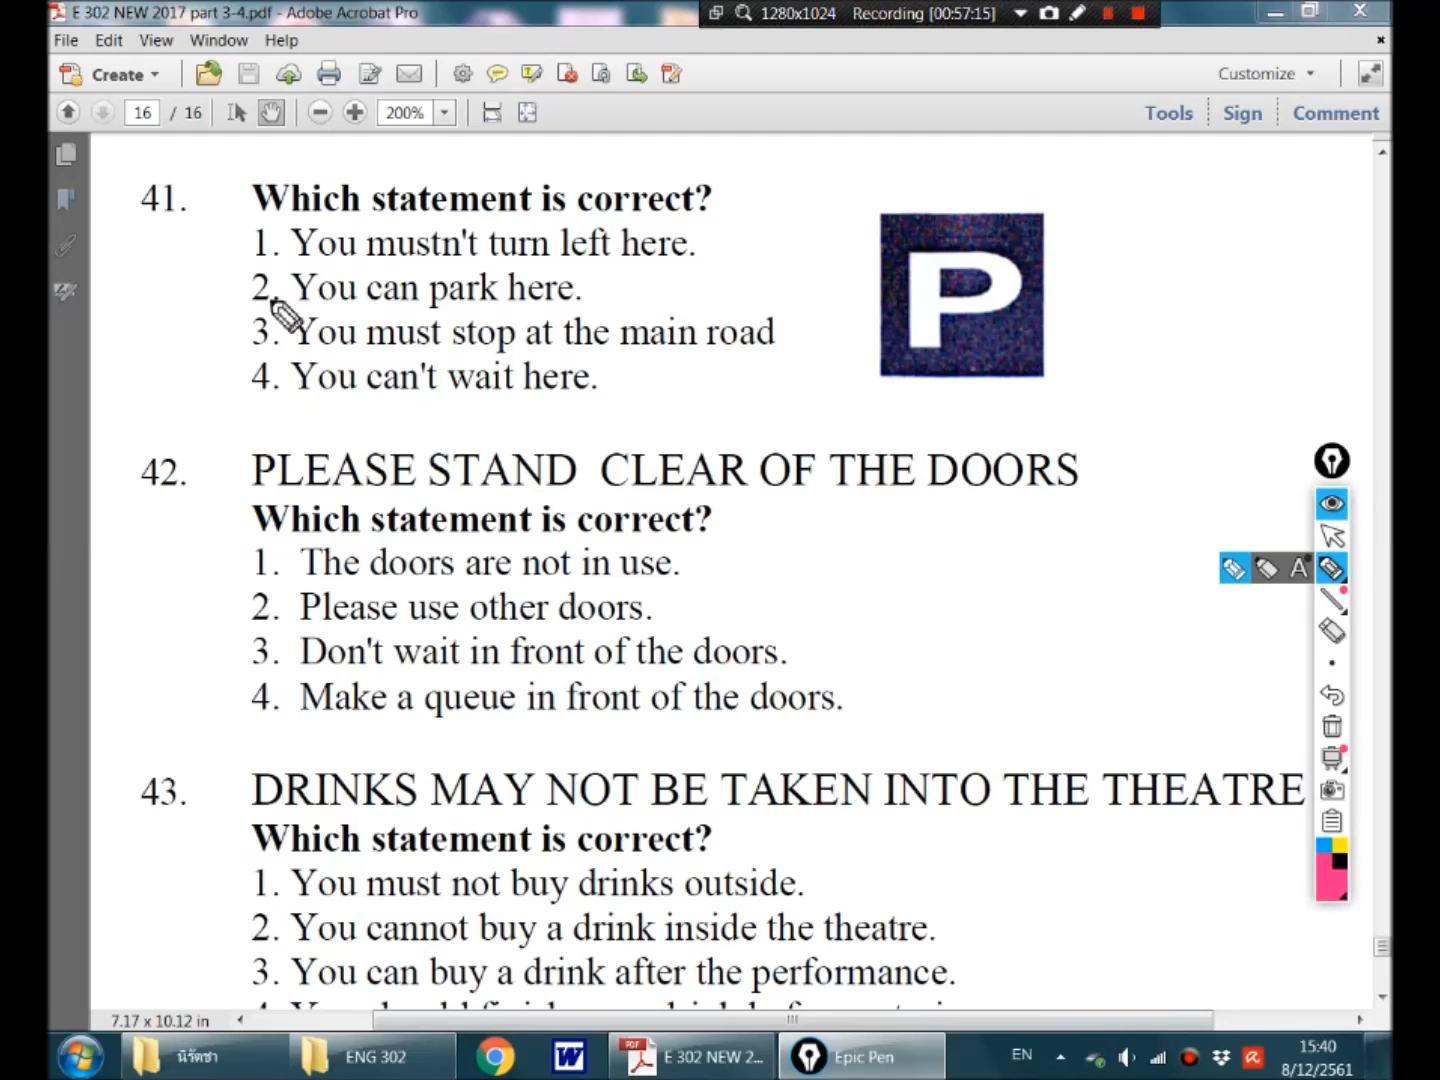 E 302 NEW 2017 part 3-4.pdf - Adobe Acrobat Pro
1280x1024 Recording [00:57:15]
File Edit View Window Help
Create Customize
16 / 16 200% Tools Sign Comment
41. Which statement is correct?
1. You mustn't turn left here.
2. You can park here.
3. You must stop at the main road
4. You can't wait here.
P
42. PLEASE STAND CLEAR OF THE DOORS
Which statement is correct?
1. The doors are not in use.
2. Please use other doors.
3. Don't wait in front of the doors.
4. Make a queue in front of the doors.
43. DRINKS MAY NOT BE TAKEN INTO THE THEATRE
Which statement is correct?
1. You must not buy drinks outside.
2. You cannot buy a drink inside the theatre.
3. You can buy a drink after the performance.
A
7.17 x 10.12 in
นิรัตชา ENG 302 W PDF E 302 NEW 2... Epic Pen EN 15:40
8/12/2561